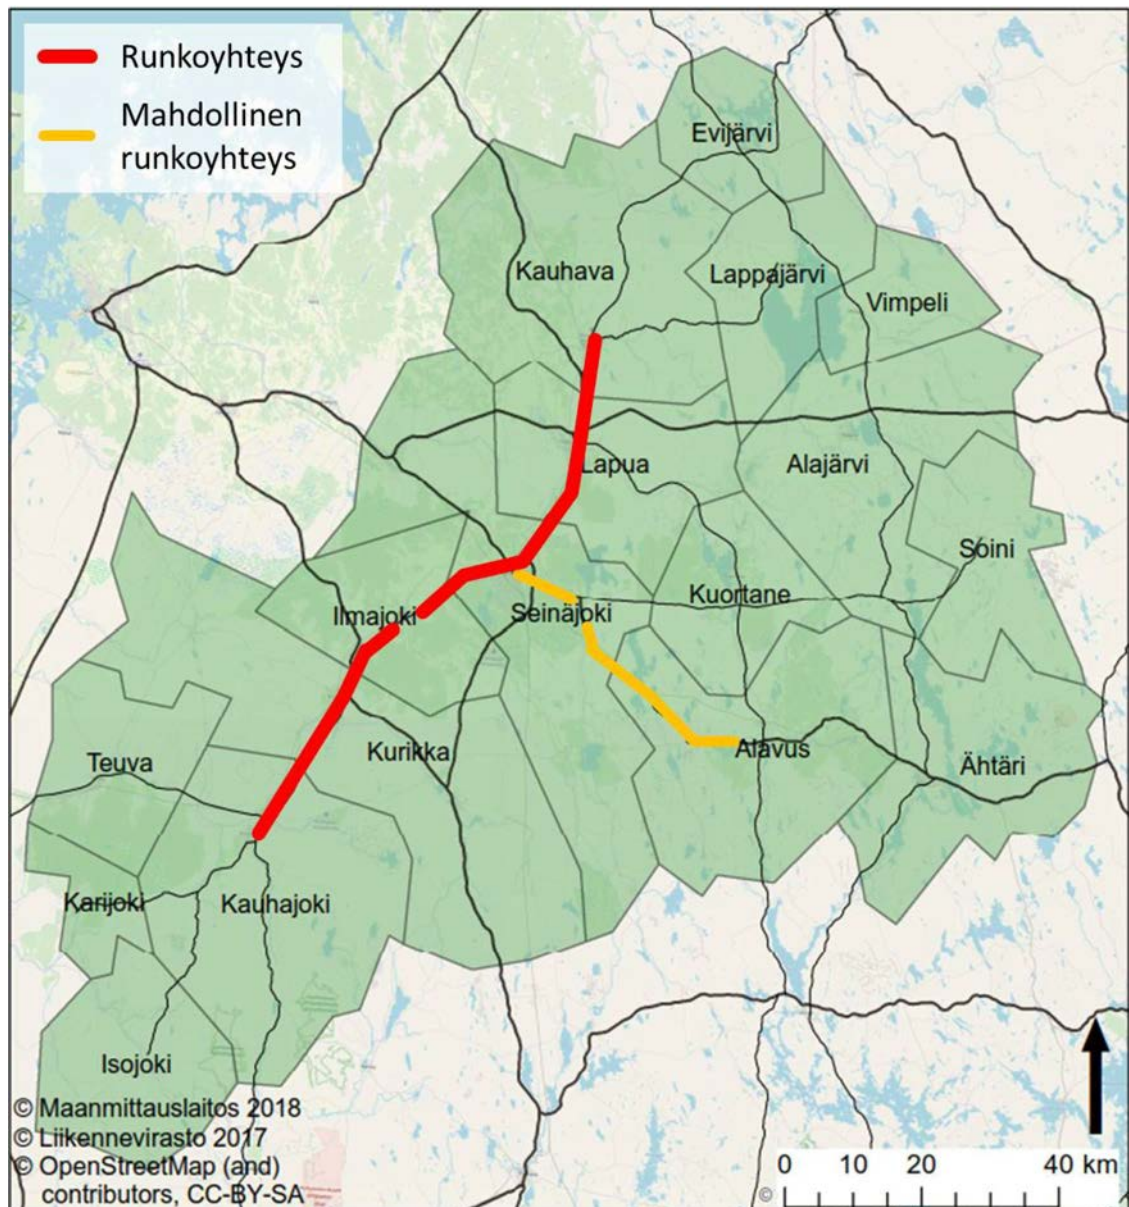 Runkoyhteys
Mahdollinen
runkoyhteys
Evijärvi
Kauhava
Lappajärvi
Vimpeli
Lapua
Alajärvi
Soini
Kuortane
Ilmajoki
Seinäjoki
Kurikka
Alavus
Teuva
Ähtäri
Karijoki
Kauhajoki
Isojoki
© Maanmittauslaitos 2018
© Liikennevirasto 2017
© OpenStreetMap (and)
contributors, CC-BY-SA
0 10 20 40 km
©